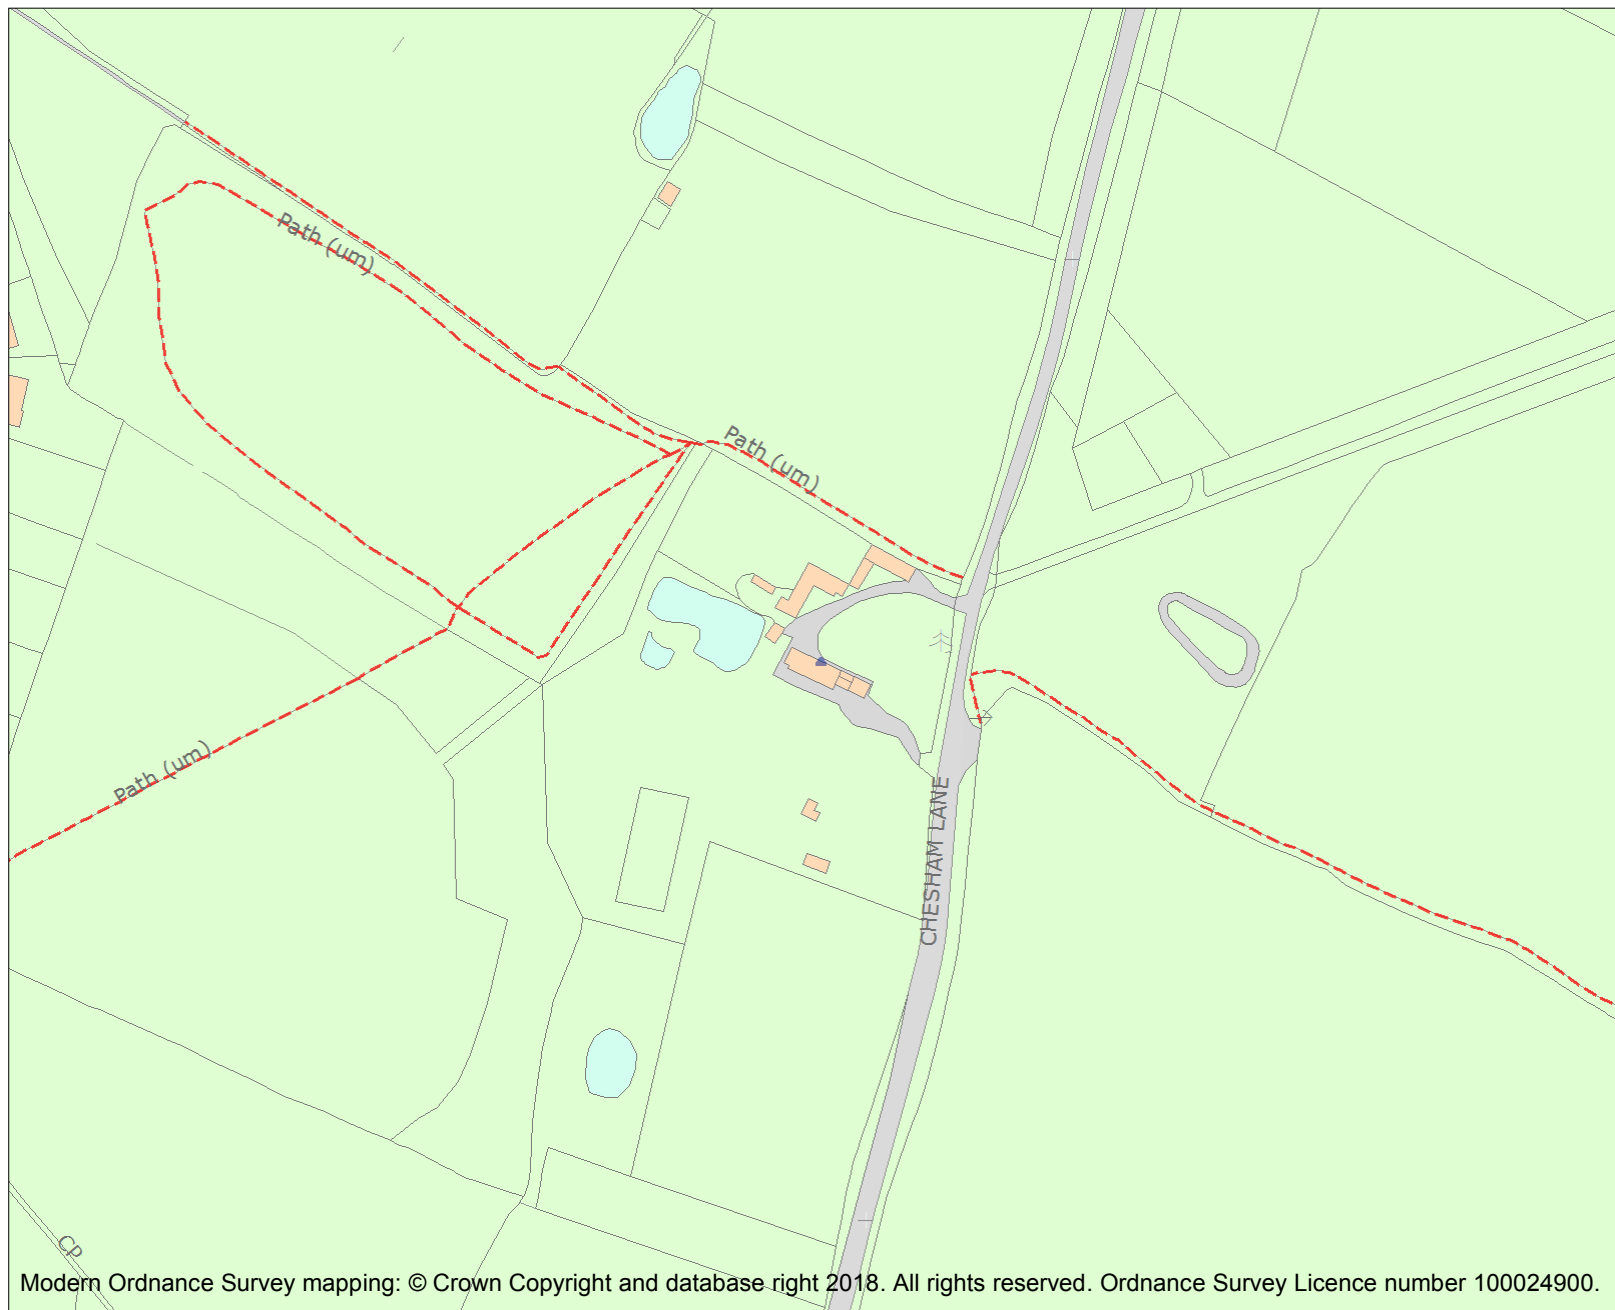 Path (um)
Path (um)
Path (um)
CHESHAM LANE
CP
Modern Ordnance Survey mapping: © Crown Copyright and database right 2018. All rights reserved. Ordnance Survey Licence number 100024900.